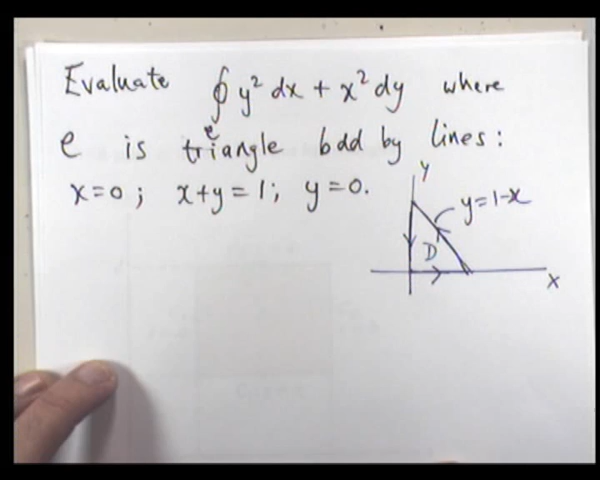 Evaluate ∮ y² dx + x² dy where
C
C is triangle bdd by lines:
x=0; x+y=1; y=0.
y
y=1-x
D
x